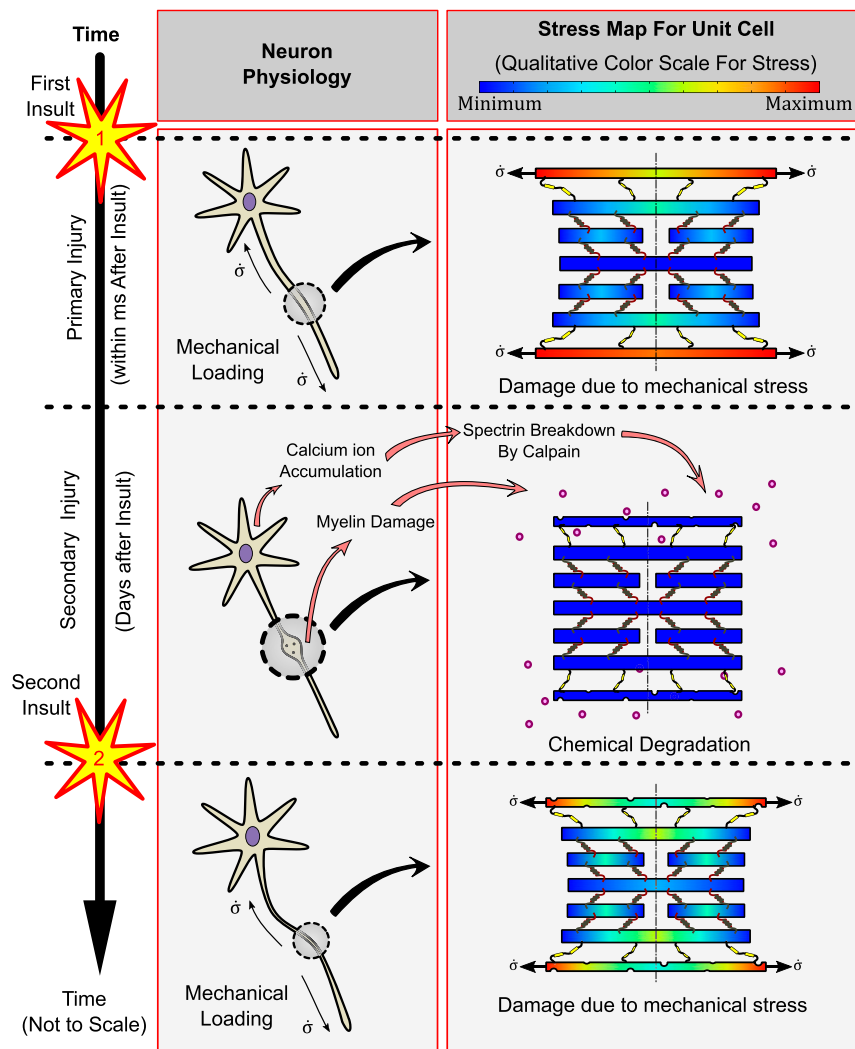 Time
Neuron
Physiology
Stress Map For Unit Cell
(Qualitative Color Scale For Stress)
Minimum
Maximum
First
Insult
1
Primary Injury
(within ms After Insult)
σ̇
σ̇
Mechanical
Loading
σ̇
σ̇
σ̇
σ̇
Damage due to mechanical stress
Secondary Injury
(Days after Insult)
Calcium ion
Accumulation
Spectrin Breakdown
By Calpain
Myelin Damage
Chemical Degradation
Second
Insult
2
σ̇
σ̇
Mechanical
Loading
σ̇
σ̇
σ̇
σ̇
Damage due to mechanical stress
Time
(Not to Scale)